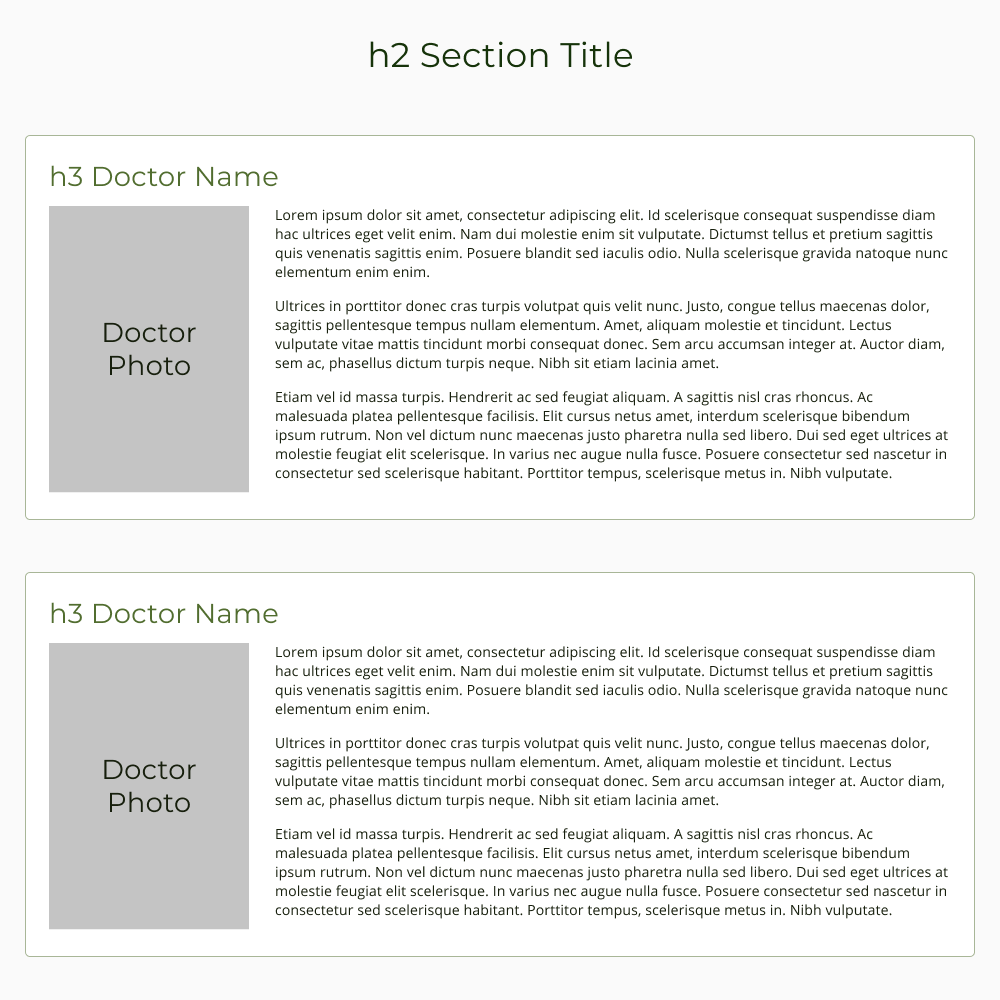 h2 Section Title
h3 Doctor Name
Doctor
Photo
Lorem ipsum dolor sit amet, consectetur adipiscing elit. Id scelerisque consequat suspendisse diam
hac ultrices eget velit enim. Nam dui molestie enim sit vulputate. Dictumst tellus et pretium sagittis
quis venenatis sagittis enim. Posuere blandit sed iaculis odio. Nulla scelerisque gravida natoque nunc
elementum enim enim.
Ultrices in porttitor donec cras turpis volutpat quis velit nunc. Justo, congue tellus maecenas dolor,
sagittis pellentesque tempus nullam elementum. Amet, aliquam molestie et tincidunt. Lectus
vulputate vitae mattis tincidunt morbi consequat donec. Sem arcu accumsan integer at. Auctor diam,
sem ac, phasellus dictum turpis neque. Nibh sit etiam lacinia amet.
Etiam vel id massa turpis. Hendrerit ac sed feugiat aliquam. A sagittis nisl cras rhoncus. Ac
malesuada platea pellentesque facilisis. Elit cursus netus amet, interdum scelerisque bibendum
ipsum rutrum. Non vel dictum nunc maecenas justo pharetra nulla sed libero. Dui sed eget ultrices at
molestie feugiat elit scelerisque. In varius nec augue nulla fusce. Posuere consectetur sed nascetur in
consectetur sed scelerisque habitant. Porttitor tempus, scelerisque metus in. Nibh vulputate.
h3 Doctor Name
Doctor
Photo
Lorem ipsum dolor sit amet, consectetur adipiscing elit. Id scelerisque consequat suspendisse diam
hac ultrices eget velit enim. Nam dui molestie enim sit vulputate. Dictumst tellus et pretium sagittis
quis venenatis sagittis enim. Posuere blandit sed iaculis odio. Nulla scelerisque gravida natoque nunc
elementum enim enim.
Ultrices in porttitor donec cras turpis volutpat quis velit nunc. Justo, congue tellus maecenas dolor,
sagittis pellentesque tempus nullam elementum. Amet, aliquam molestie et tincidunt. Lectus
vulputate vitae mattis tincidunt morbi consequat donec. Sem arcu accumsan integer at. Auctor diam,
sem ac, phasellus dictum turpis neque. Nibh sit etiam lacinia amet.
Etiam vel id massa turpis. Hendrerit ac sed feugiat aliquam. A sagittis nisl cras rhoncus. Ac
malesuada platea pellentesque facilisis. Elit cursus netus amet, interdum scelerisque bibendum
ipsum rutrum. Non vel dictum nunc maecenas justo pharetra nulla sed libero. Dui sed eget ultrices at
molestie feugiat elit scelerisque. In varius nec augue nulla fusce. Posuere consectetur sed nascetur in
consectetur sed scelerisque habitant. Porttitor tempus, scelerisque metus in. Nibh vulputate.